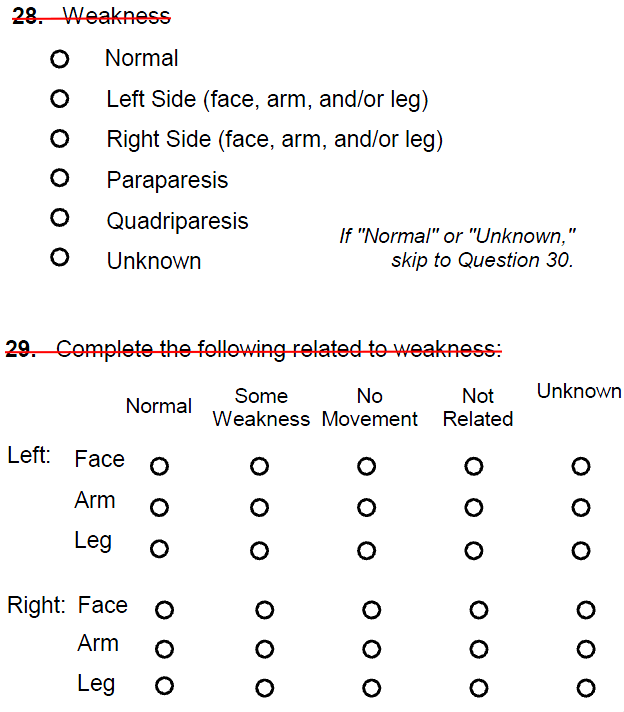 28. Weakness
Normal
Left Side (face, arm, and/or leg)
Right Side (face, arm, and/or leg)
Paraparesis
Quadriparesis
Unknown
If "Normal" or "Unknown,"
skip to Question 30.
29. Complete the following related to weakness:
Normal Some Weakness No Movement Not Related Unknown
Left: Face
Arm
Leg
Right: Face
Arm
Leg